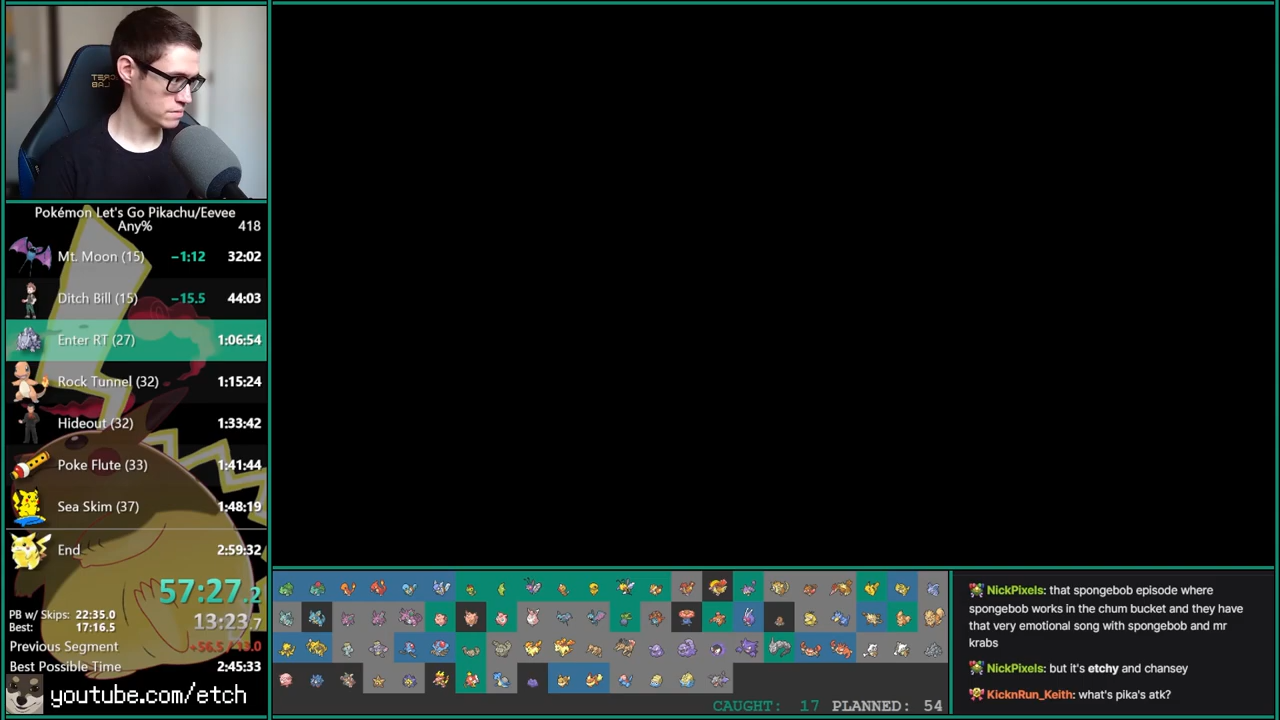 CRET
LAB
Pokémon Let's Go Pikachu/Eevee
Any% 418
Mt. Moon (15) −1:12 32:02
Ditch Bill (15) −15.5 44:03
Enter RT (27) 1:06:54
Rock Tunnel (32) 1:15:24
Hideout (32) 1:33:42
Poke Flute (33) 1:41:44
Sea Skim (37) 1:48:19
End 2:59:32
57:27.2
PB w/ Skips: 22:35.0
Best: 17:16.5
13:23.7
Previous Segment
Best Possible Time 2:45:33
youtube.com/etch
CAUGHT: 17 PLANNED: 54
NickPixels: that spongebob episode where
spongebob works in the chum bucket and they have
that very emotional song with spongebob and mr
krabs
NickPixels: but it's etchy and chansey
KicknRun_Keith: what's pika's atk?